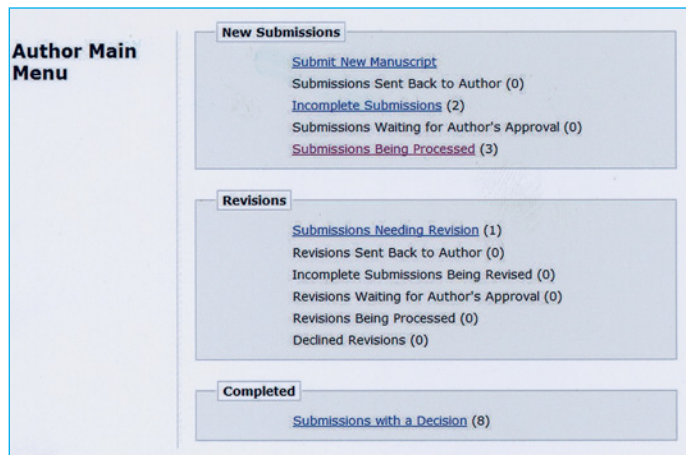 Author Main
Menu
New Submissions
Submit New Manuscript
Submissions Sent Back to Author (0)
Incomplete Submissions (2)
Submissions Waiting for Author's Approval (0)
Submissions Being Processed (3)
Revisions
Submissions Needing Revision (1)
Revisions Sent Back to Author (0)
Incomplete Submissions Being Revised (0)
Revisions Waiting for Author's Approval (0)
Revisions Being Processed (0)
Declined Revisions (0)
Completed
Submissions with a Decision (8)